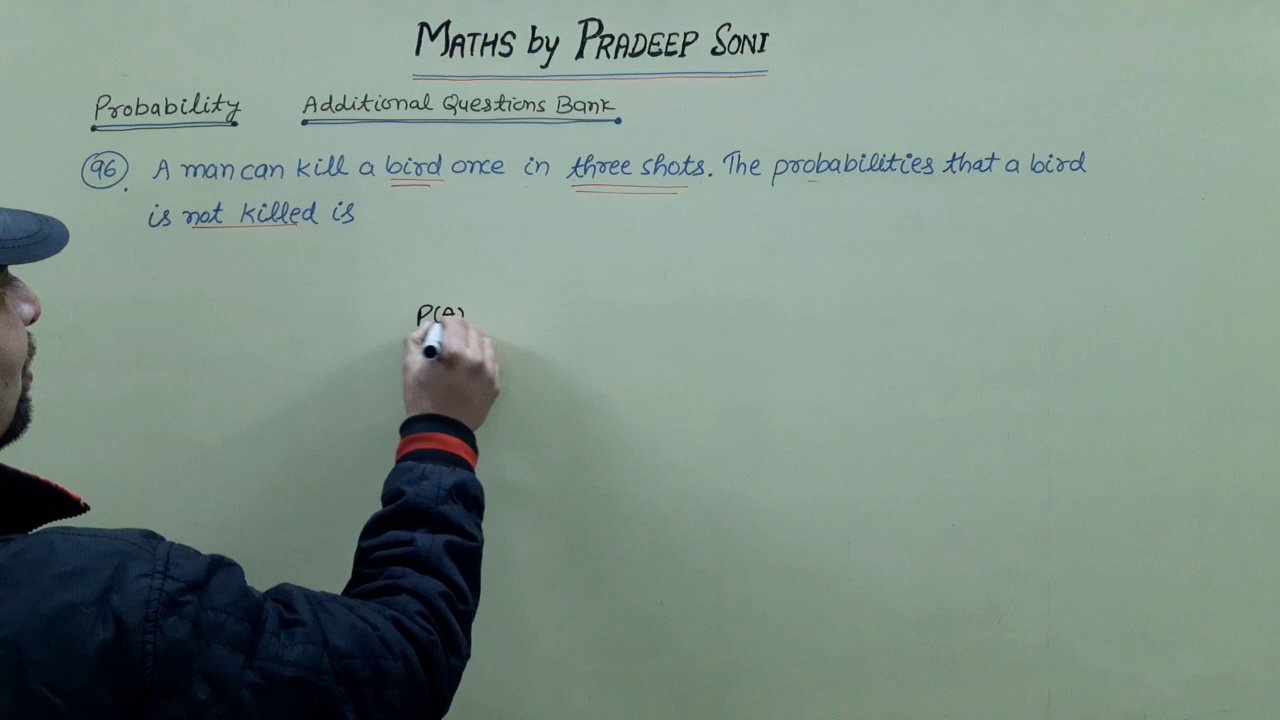 MATHS by PRADEEP SONI
Probability Additional Questions Bank
96. A man can kill a bird once in three shots. The probabilities that a bird
is not killed is
P(A)